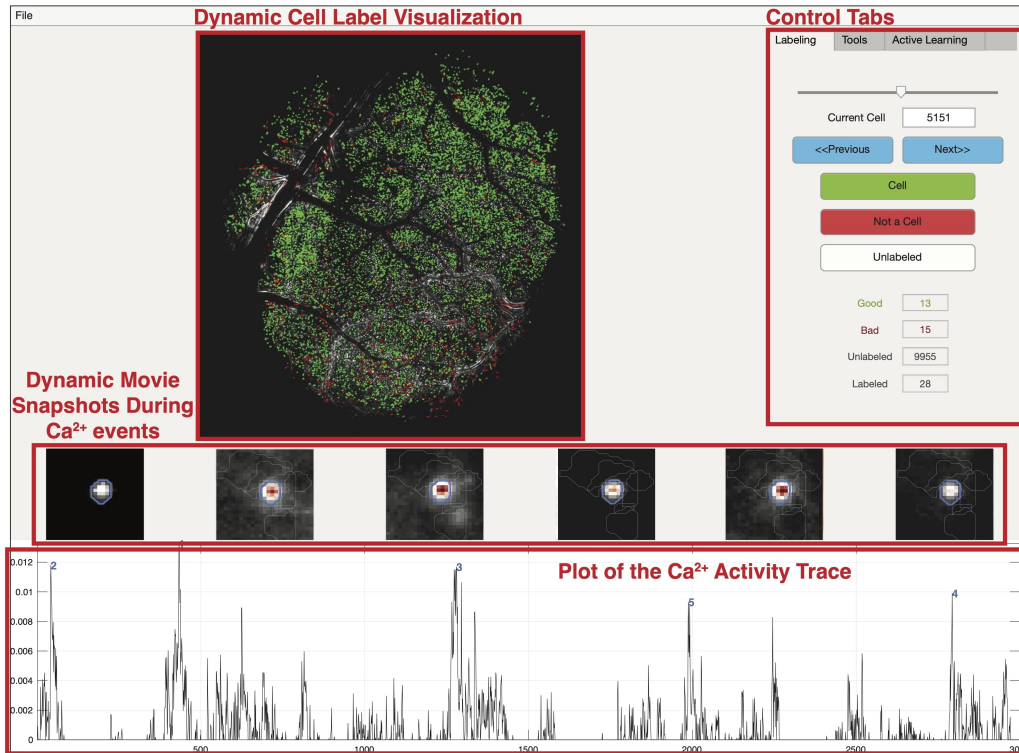 File
Dynamic Cell Label Visualization
Control Tabs
Labeling
Tools
Active Learning
Current Cell
5151
<<Previous
Next>>
Cell
Not a Cell
Unlabeled
Good
13
Bad
15
Unlabeled
9955
Labeled
28
Dynamic Movie
Snapshots During
Ca²⁺ events
Plot of the Ca²⁺ Activity Trace
0.012
0.01
0.008
0.006
0.004
0.002
0
2
3
5
4
500
1000
1500
2000
2500